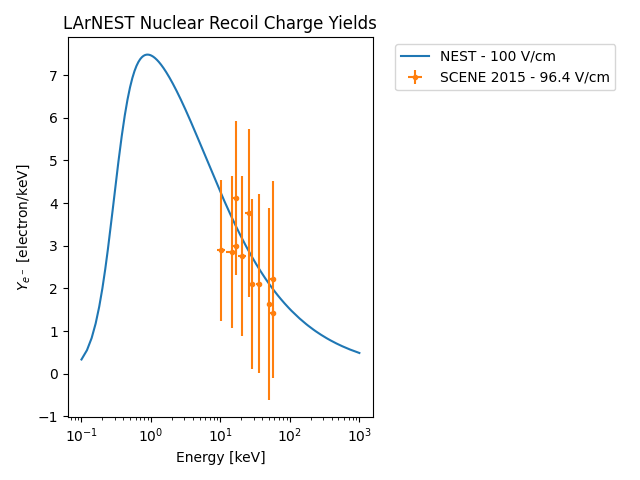 LArNEST Nuclear Recoil Charge Yields
NEST - 100 V/cm
SCENE 2015 - 96.4 V/cm
Y_{e^-} [electron/keV]
7
6
5
4
3
2
1
0
−1
10^{-1}
10^{0}
10^{1}
10^{2}
10^{3}
Energy [keV]